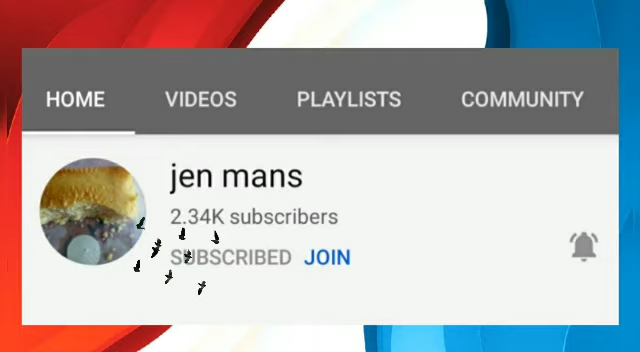 HOME VIDEOS PLAYLISTS COMMUNITY
jen mans
2.34K subscribers
SUBSCRIBED JOIN